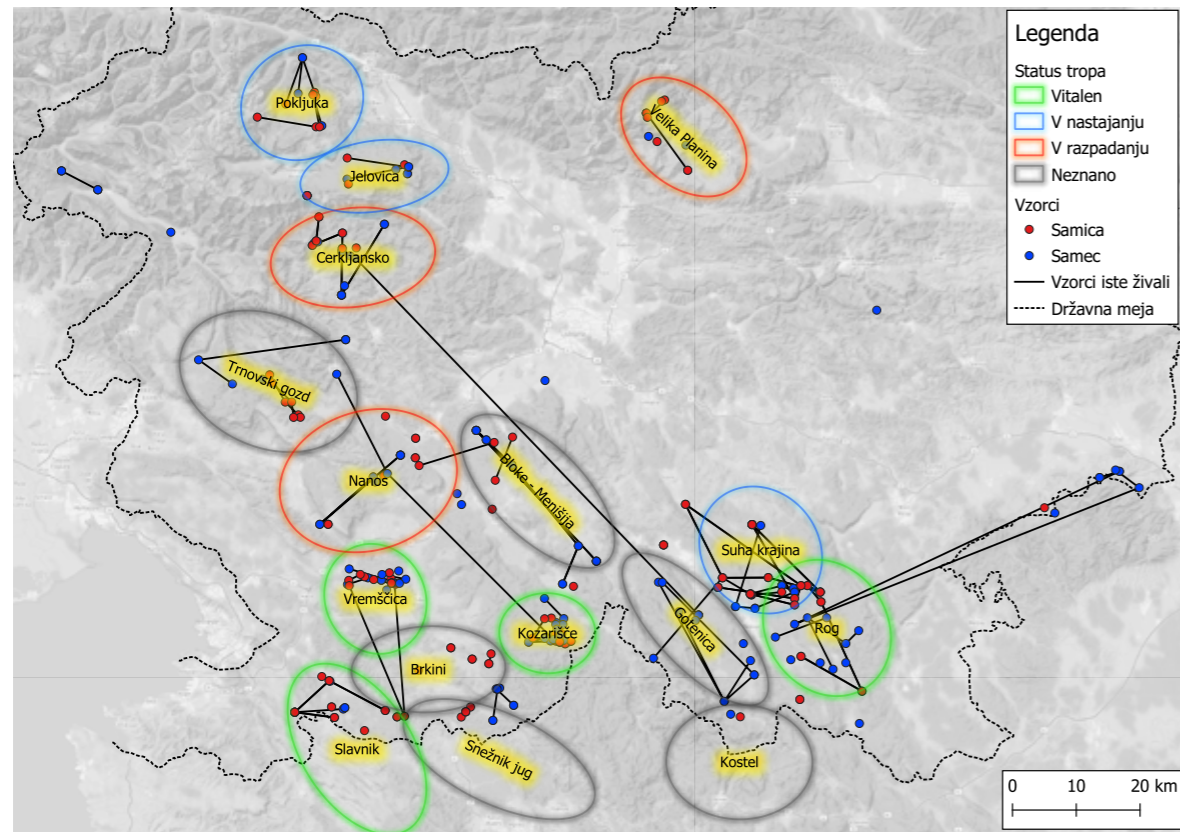 Legenda
Status tropa
Vitalen
V nastajanju
V razpadanju
Neznano
Vzorci
Samica
Samec
Vzorci iste živali
Državna meja
Pokljuka
Velika Planina
Jelovica
Cerkljansko
Trnovski gozd
Nanos
Bloke - Menišija
Suha krajina
Vremščica
Kozarišče
Gotenica
Rog
Brkini
Slavnik
Snežnik jug
Kostel
0 10 20 km